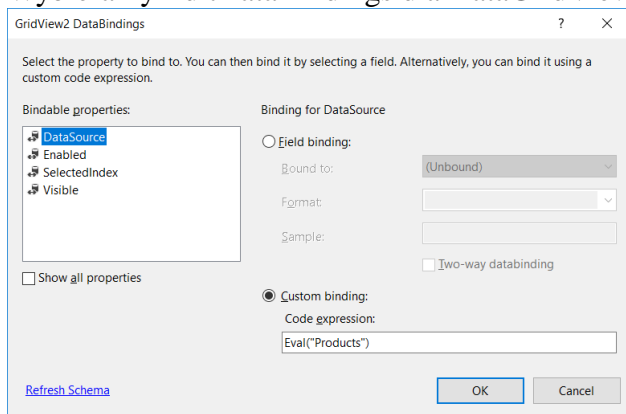 GridView2 DataBindings ? ×
Select the property to bind to. You can then bind it by selecting a field. Alternatively, you can bind it using a
custom code expression.
Bindable properties:
DataSource
Enabled
SelectedIndex
Visible
Show all properties
Binding for DataSource
Field binding:
Bound to: (Unbound)
Format:
Sample:
Two-way databinding
Custom binding:
Code expression:
Eval("Products")
Refresh Schema
OK
Cancel